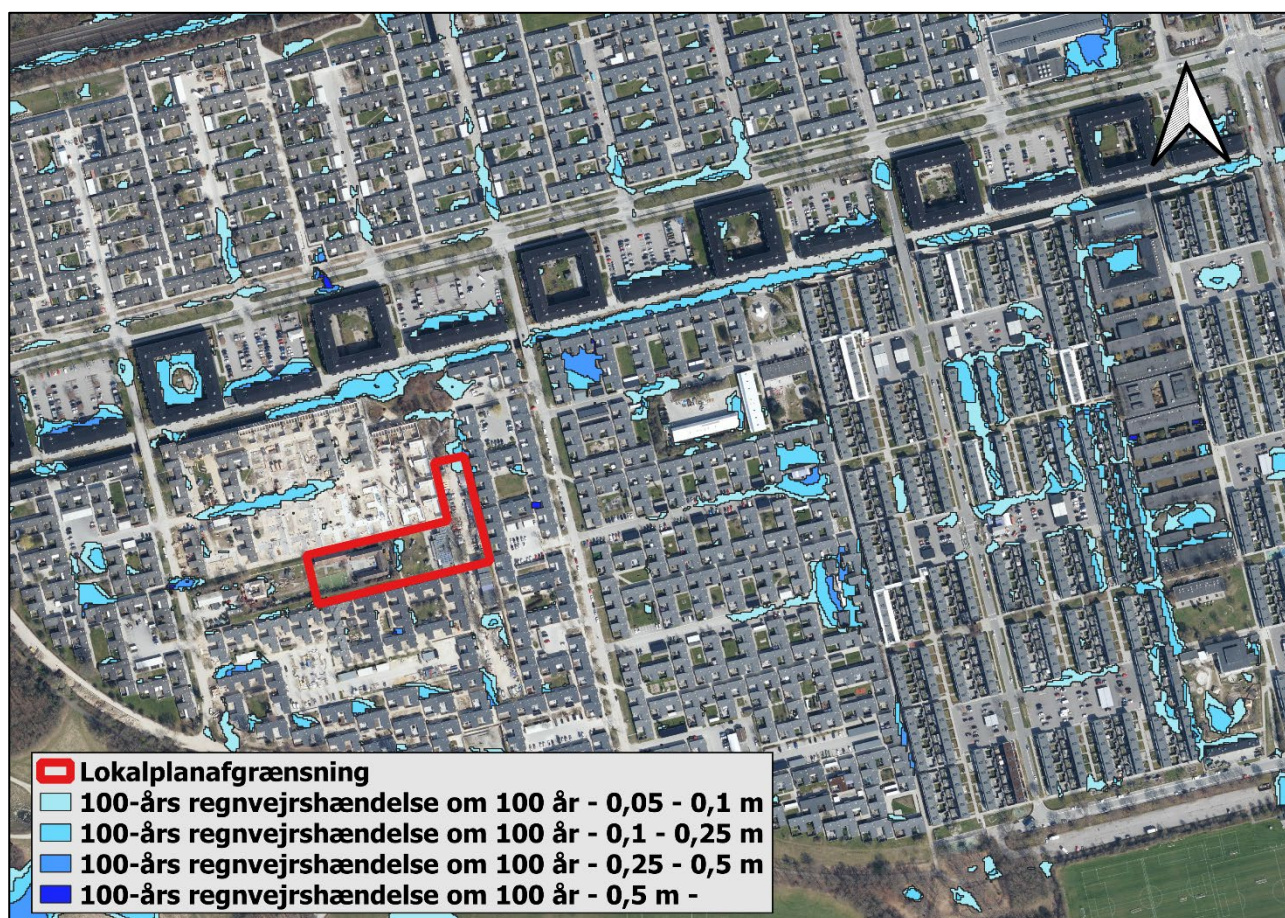 Lokalplanafgrænsning
100-års regnvejrshændelse om 100 år - 0,05 - 0,1 m
100-års regnvejrshændelse om 100 år - 0,1 - 0,25 m
100-års regnvejrshændelse om 100 år - 0,25 - 0,5 m
100-års regnvejrshændelse om 100 år - 0,5 m -